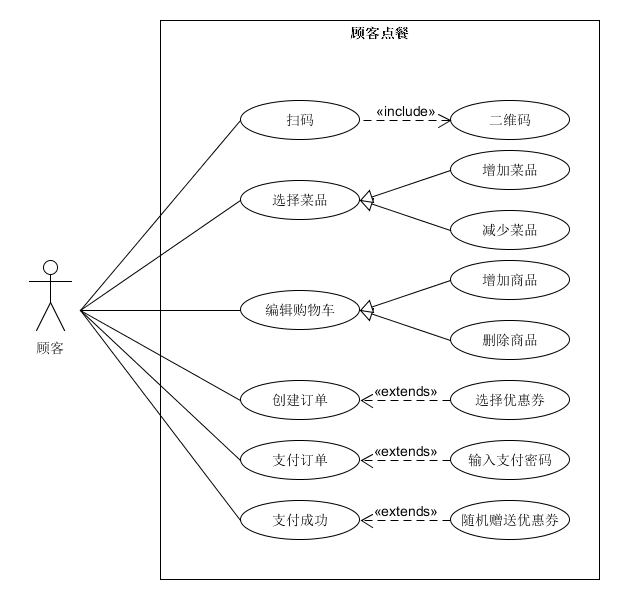 顾客点餐
扫码
«include»
二维码
选择菜品
增加菜品
减少菜品
编辑购物车
增加商品
删除商品
顾客
创建订单
«extends»
选择优惠券
支付订单
«extends»
输入支付密码
支付成功
«extends»
随机赠送优惠券